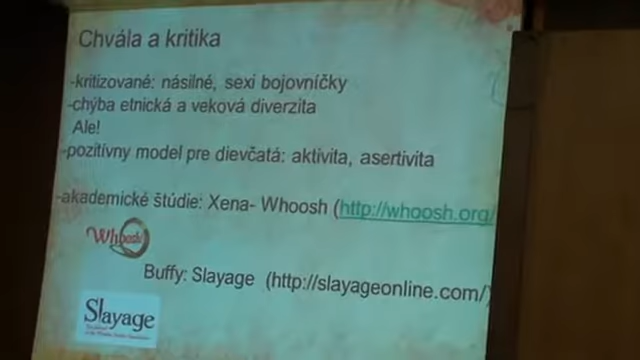 Chvála a kritika
-kritizované: násilné, sexi bojovníčky
-chýba etnická a veková diverzita
Ale!
-pozitívny model pre dievčatá: aktivita, asertivita
-akademické štúdie: Xena- Whoosh (http://whoosh.org/
Whoosh!
Buffy: Slayage (http://slayageonline.com/)
Slayage